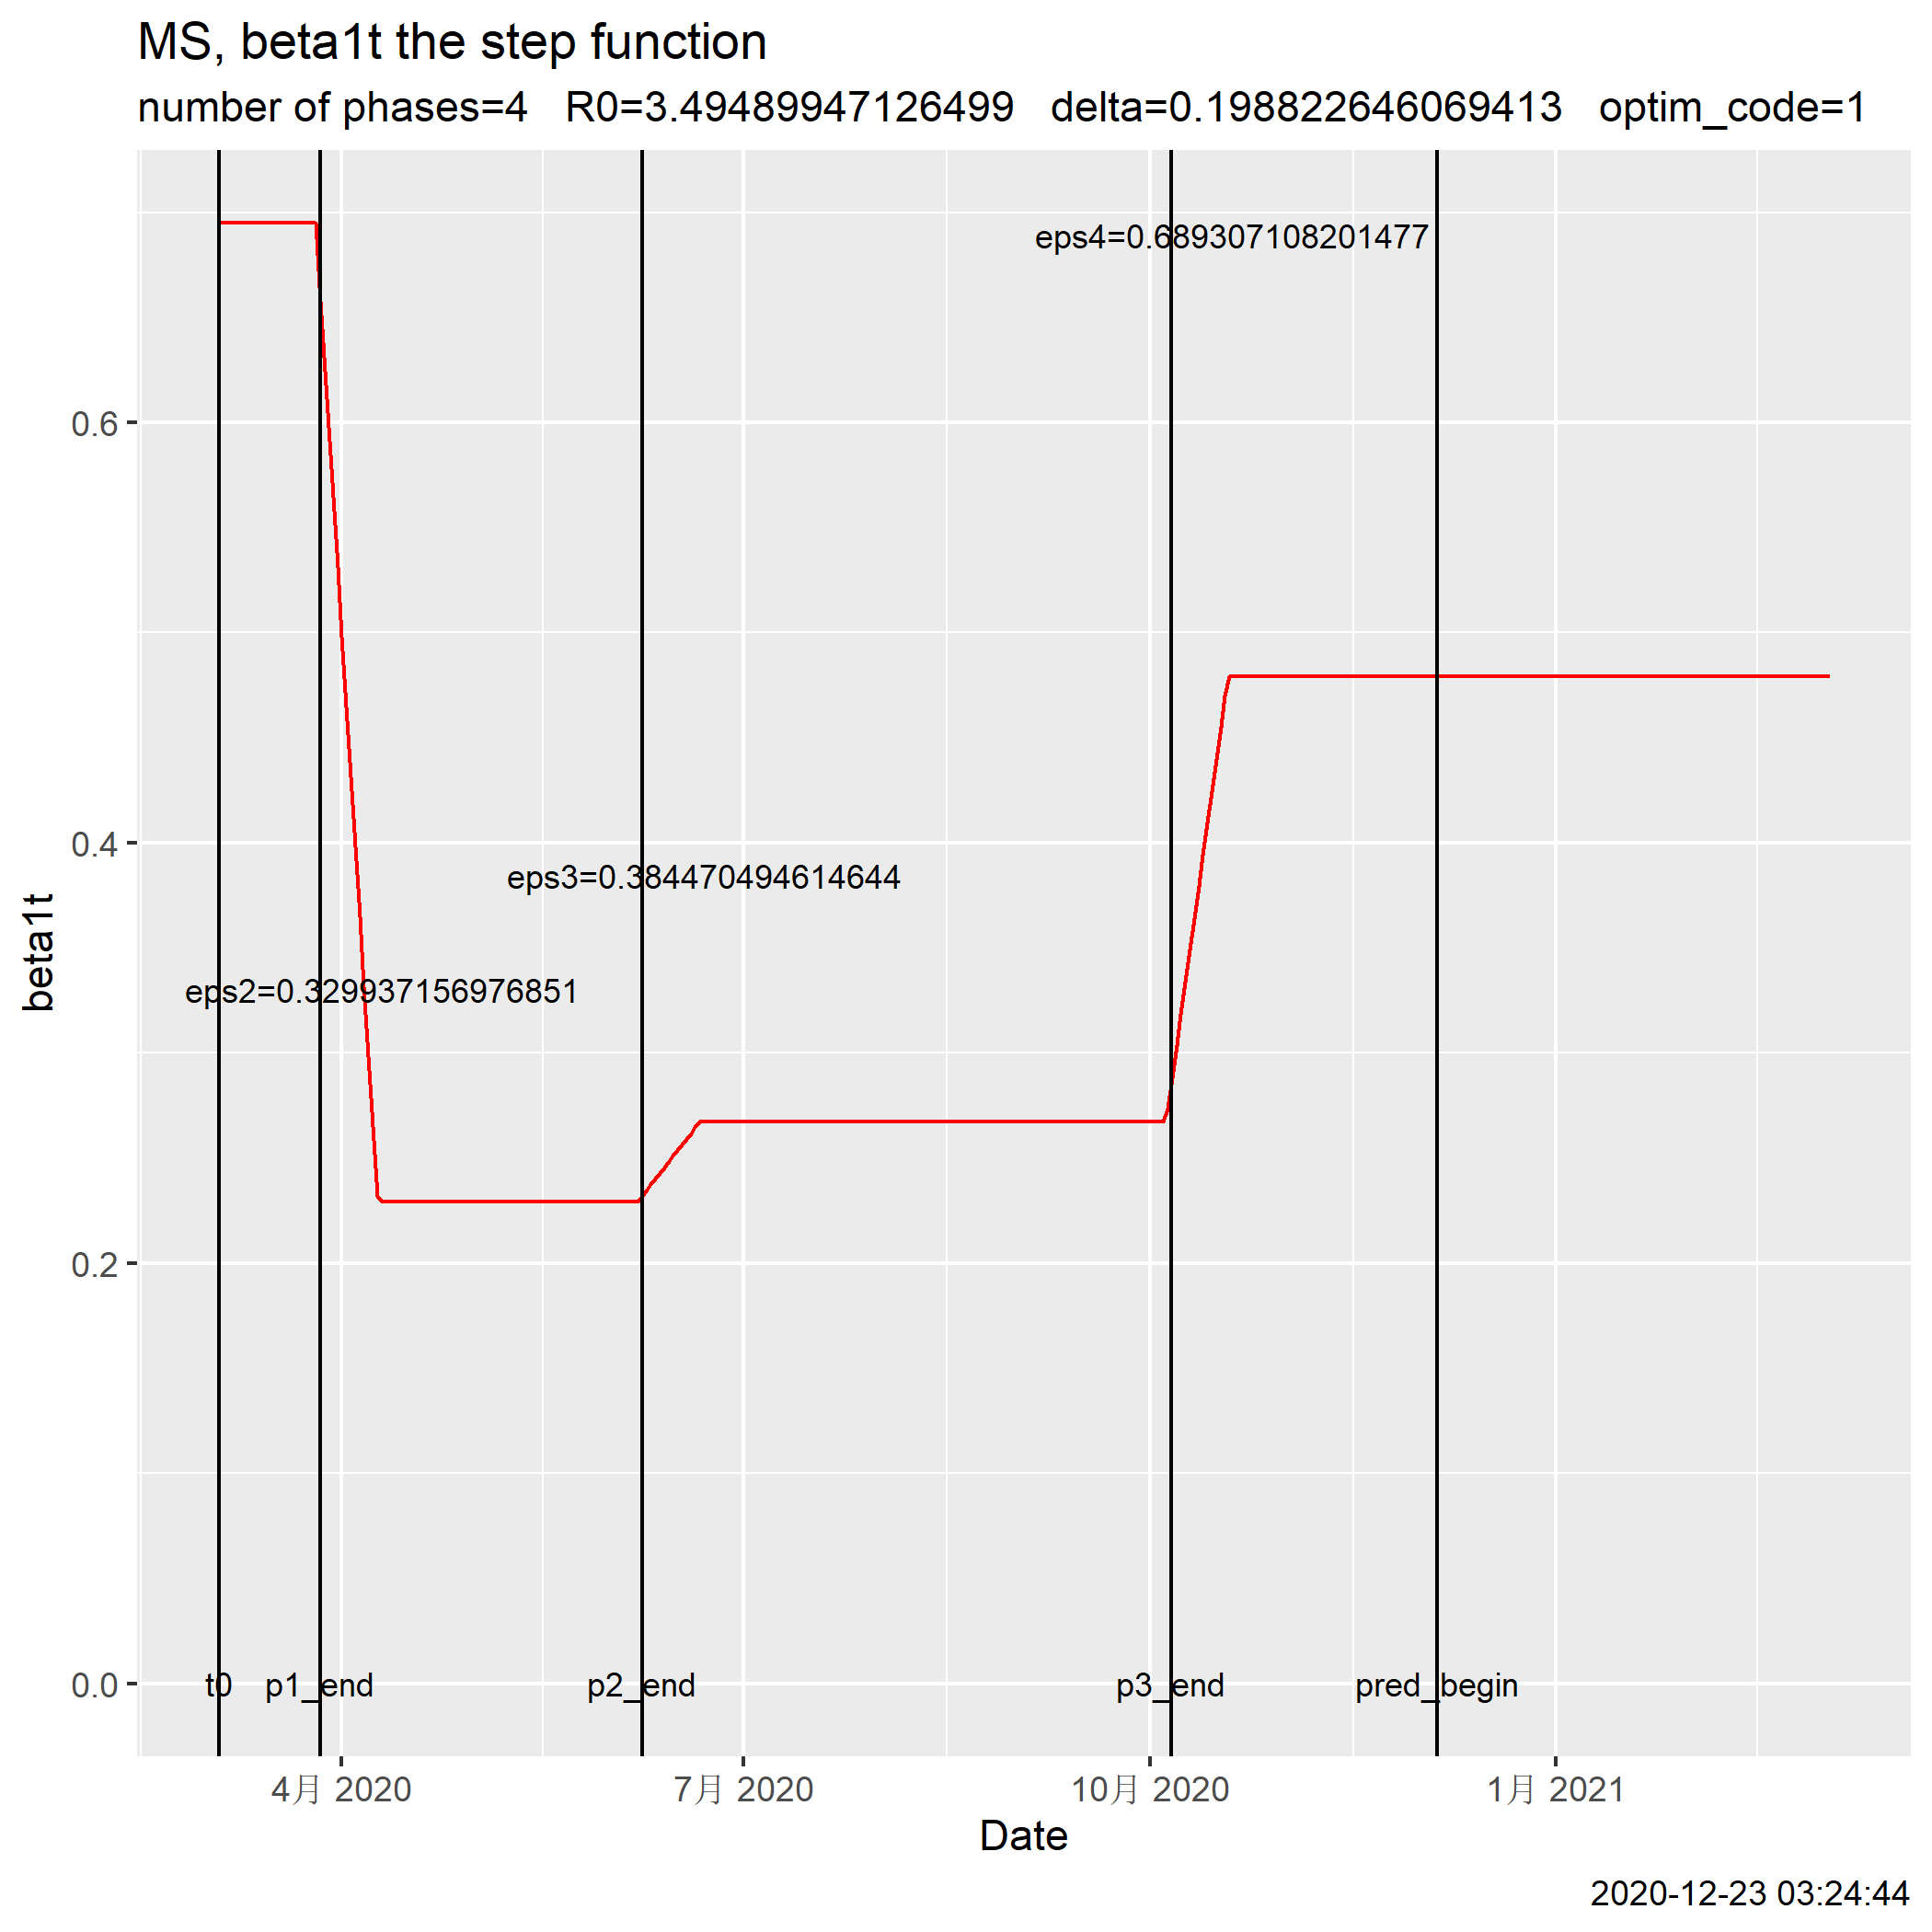 MS, beta1t the step function
number of phases=4   R0=3.49489947126499   delta=0.198822646069413   optim_code=1
eps4=0.689307108201477
0.6
0.4
eps3=0.384470494614644
eps2=0.329937156976851
beta1t
0.2
0.0
t0 p1_end p2_end p3_end pred_begin
4月 2020 7月 2020 10月 2020 1月 2021
Date
2020-12-23 03:24:44